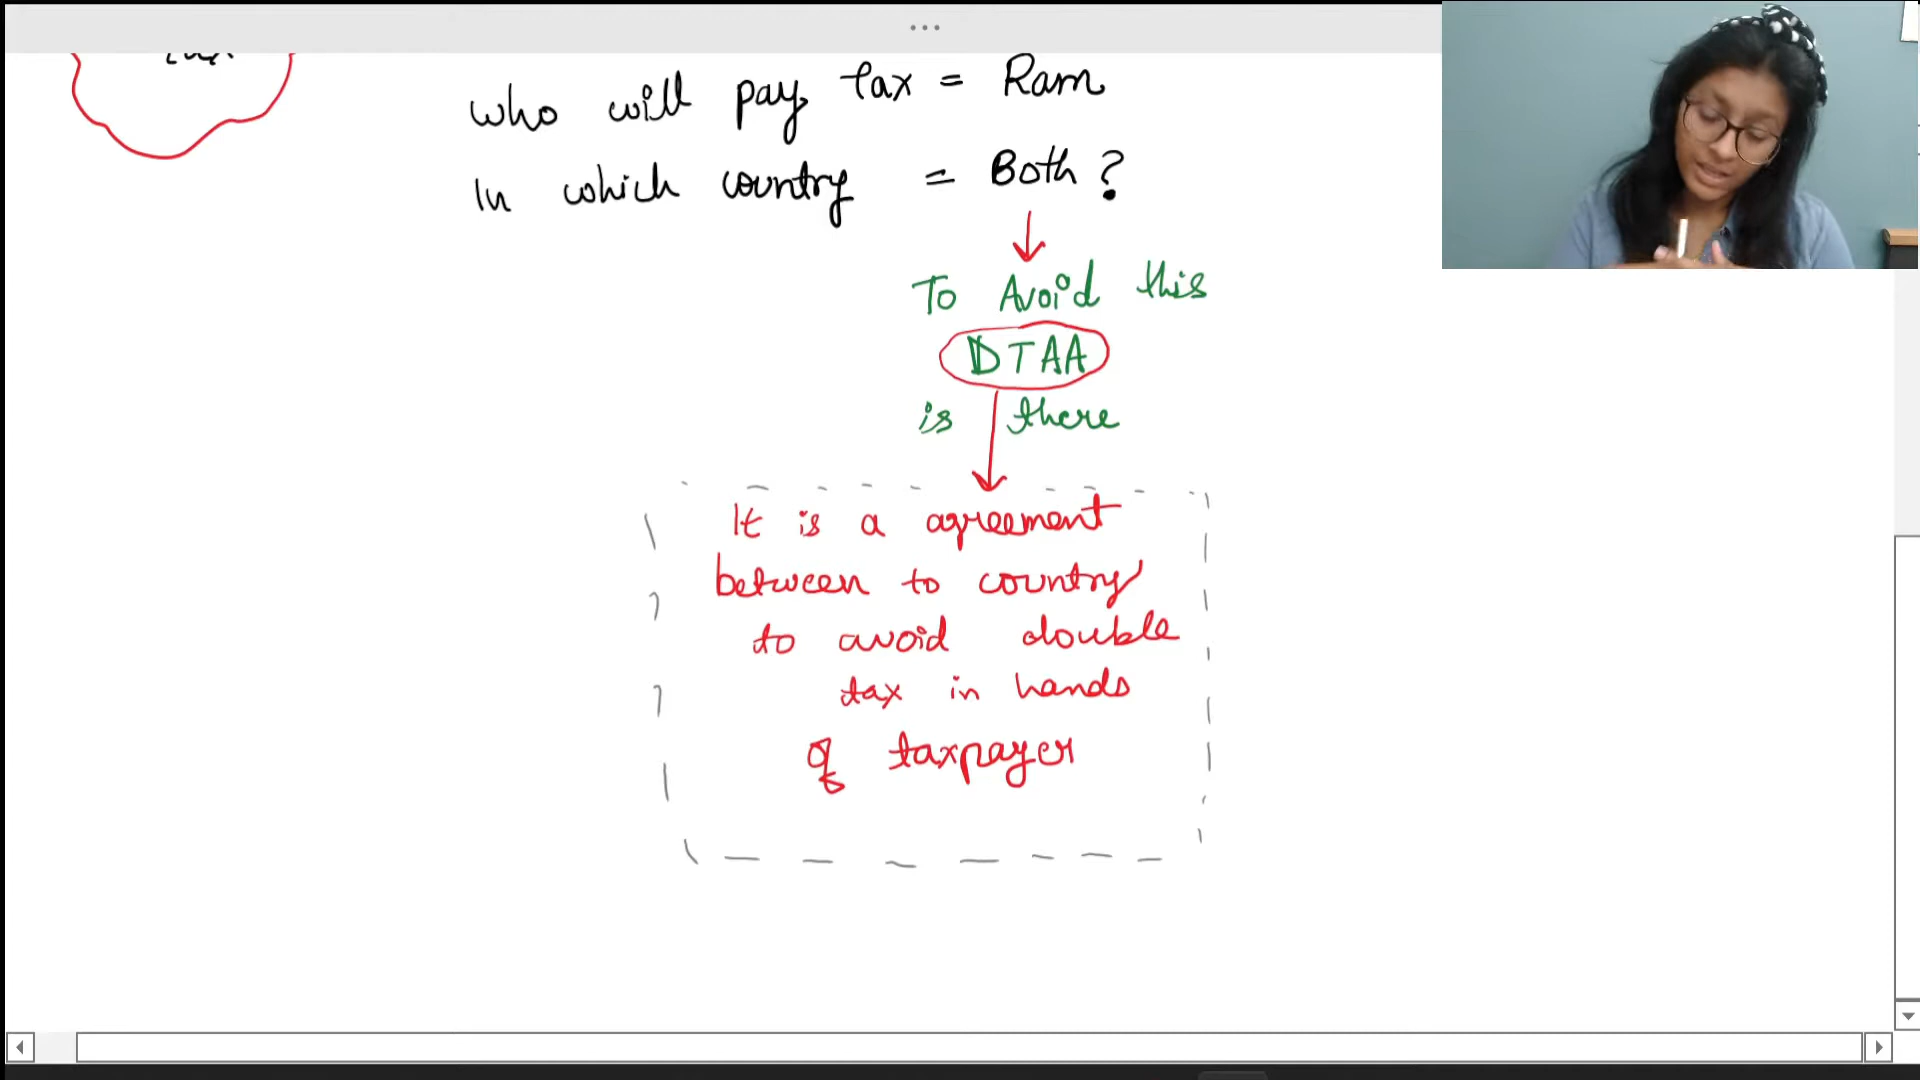 who will pay tax = Ram
In which country = Both ?
To Avoid this
DTAA
is there
It is a agreement
between to country
to avoid double
tax in hands
of taxpayer